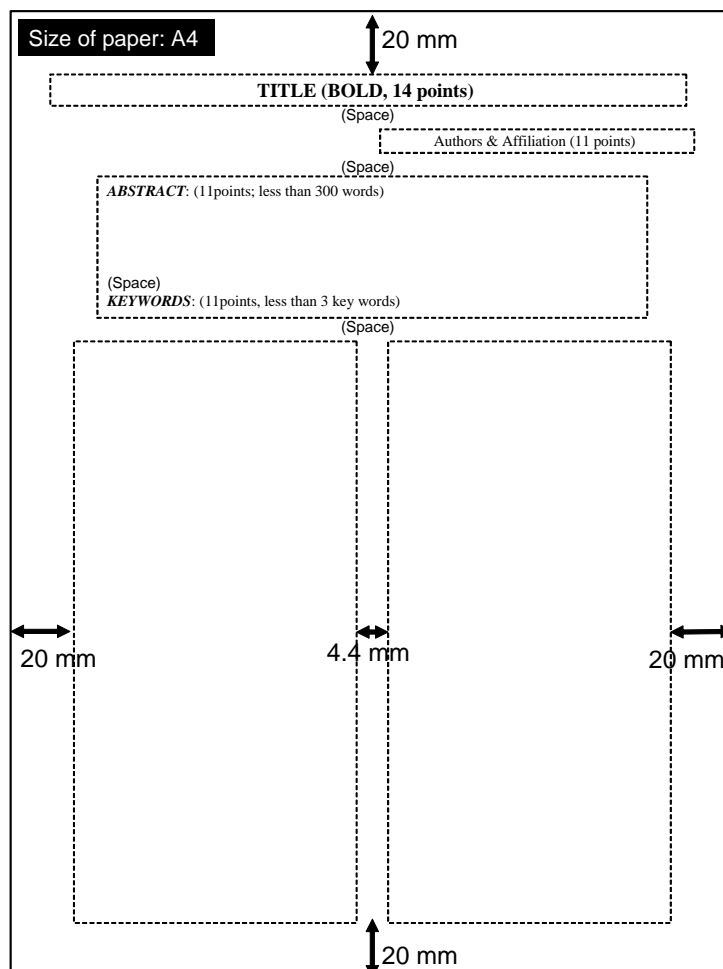 Size of paper: A4
20 mm
TITLE (BOLD, 14 points)
(Space)
Authors & Affiliation (11 points)
(Space)
ABSTRACT: (11points; less than 300 words)
(Space)
KEYWORDS: (11points, less than 3 key words)
(Space)
20 mm
4.4 mm
20 mm
20 mm